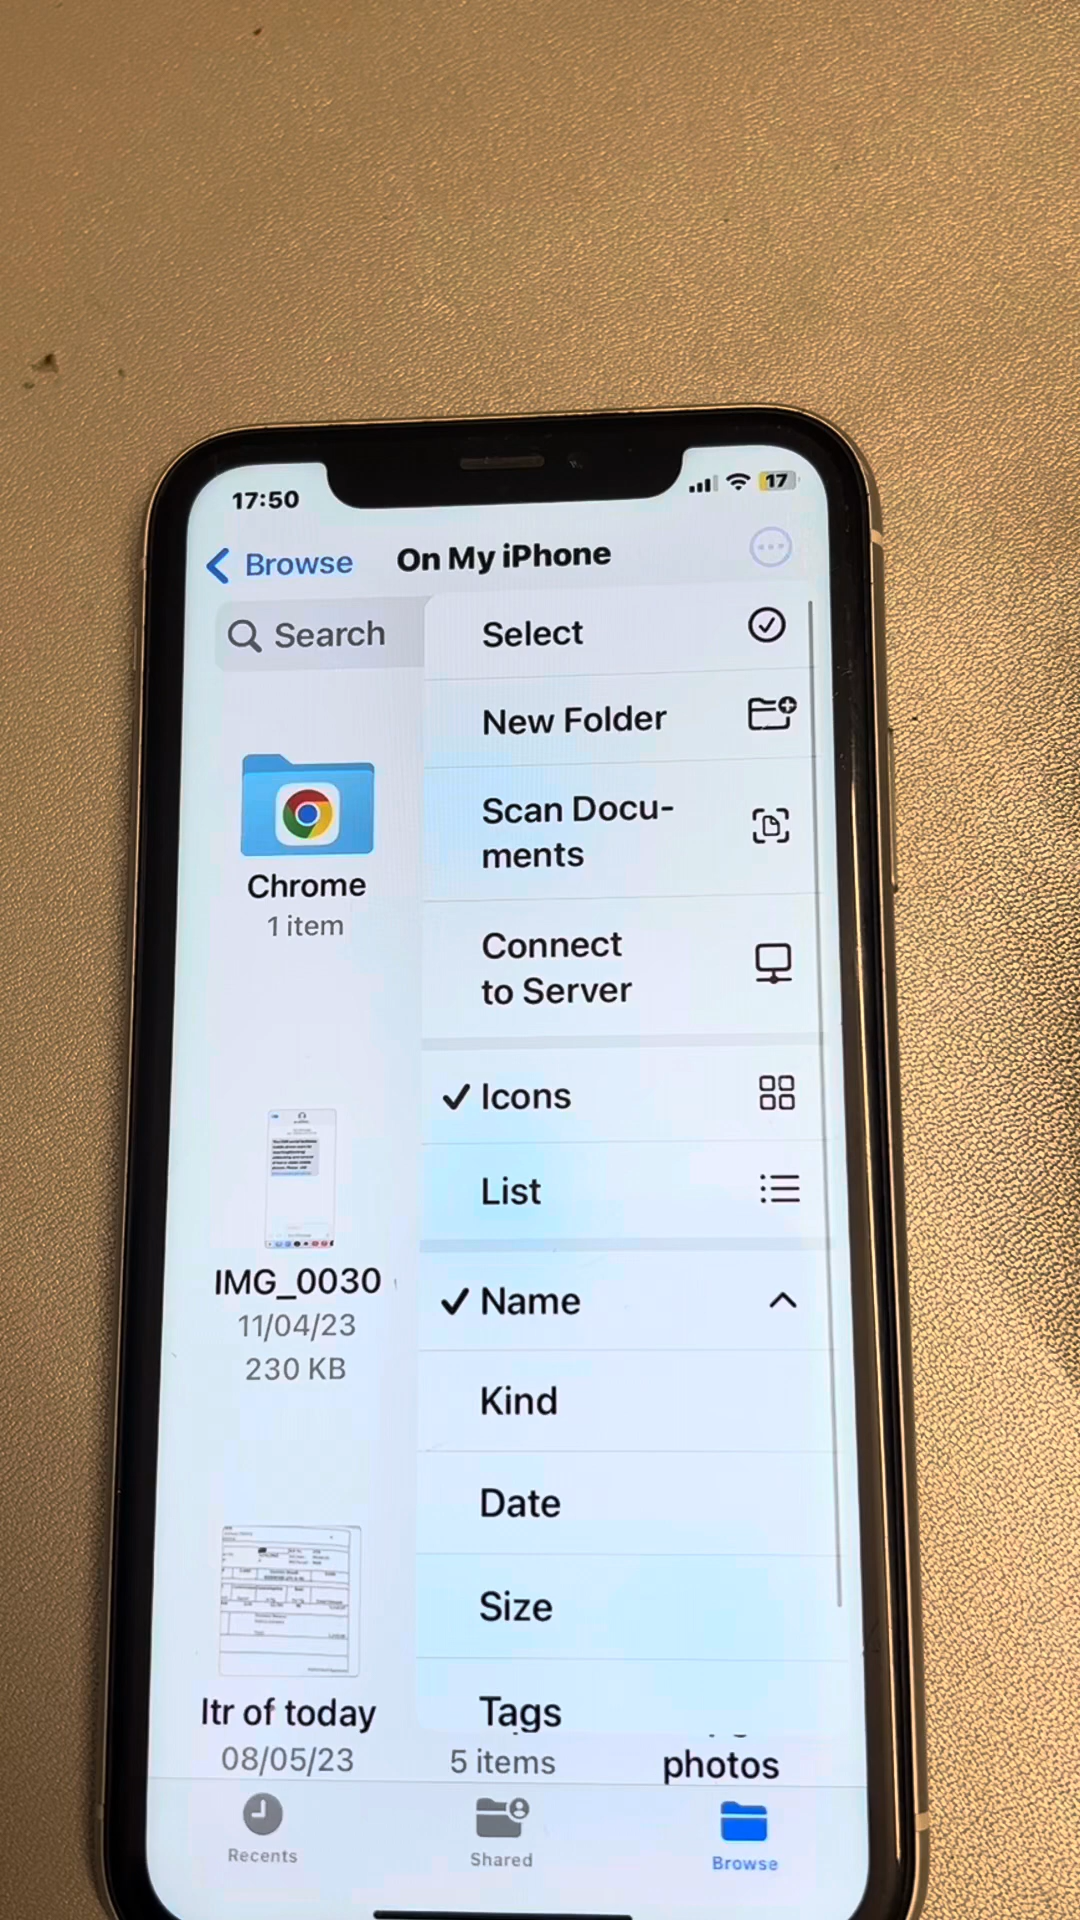 17:50
17
Browse
On My iPhone
Search
Select
New Folder
Scan Docu-
ments
Connect
to Server
Chrome
1 item
Icons
List
IMG_0030
11/04/23
230 KB
Name
Kind
Date
Size
Tags
ltr of today
08/05/23
5 items
photos
Recents
Shared
Browse